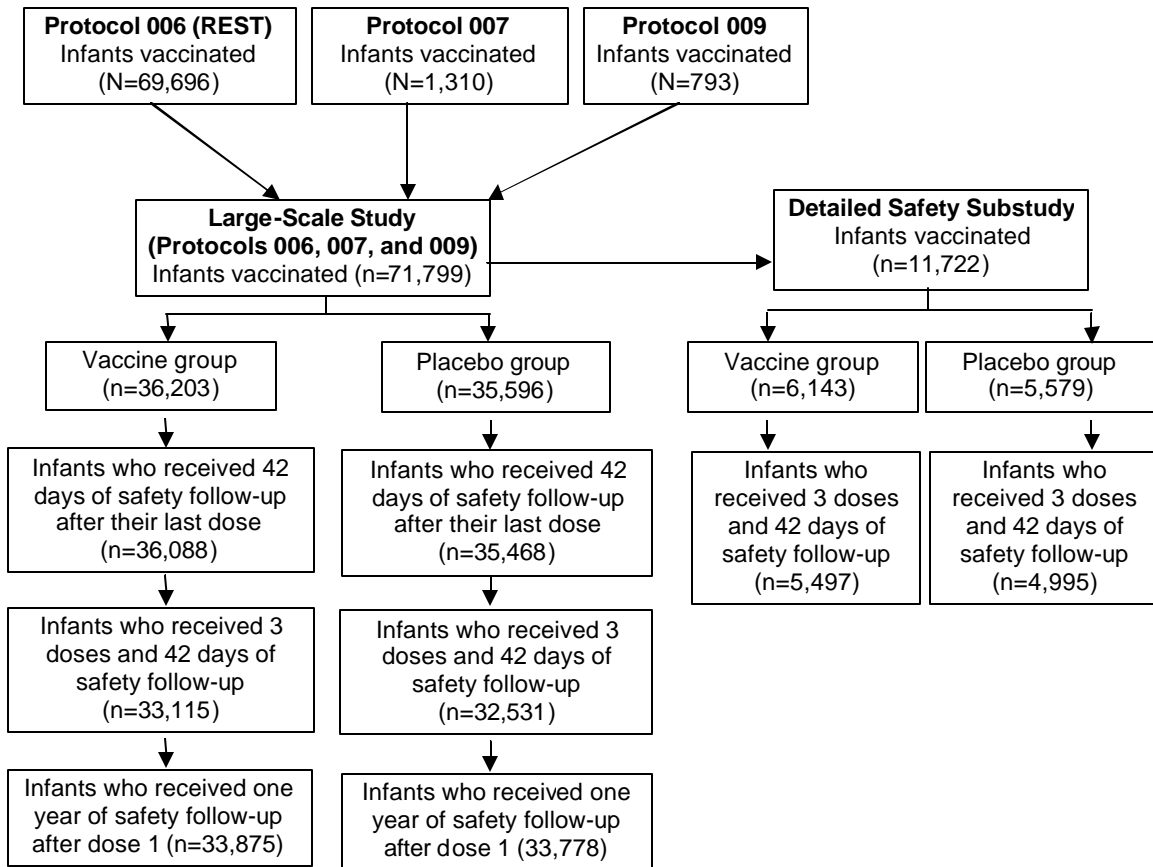 Protocol 006 (REST)
Infants vaccinated
(N=69,696)
Protocol 007
Infants vaccinated
(N=1,310)
Protocol 009
Infants vaccinated
(N=793)
Large-Scale Study
(Protocols 006, 007, and 009)
Infants vaccinated (n=71,799)
Detailed Safety Substudy
Infants vaccinated
(n=11,722)
Vaccine group
(n=36,203)
Placebo group
(n=35,596)
Vaccine group
(n=6,143)
Placebo group
(n=5,579)
Infants who received 42
days of safety follow-up
after their last dose
(n=36,088)
Infants who received 42
days of safety follow-up
after their last dose
(n=35,468)
Infants who
received 3 doses
and 42 days of
safety follow-up
(n=5,497)
Infants who
received 3 doses
and 42 days of
safety follow-up
(n=4,995)
Infants who received 3
doses and 42 days of
safety follow-up
(n=33,115)
Infants who received 3
doses and 42 days of
safety follow-up
(n=32,531)
Infants who received one
year of safety follow-up
after dose 1 (n=33,875)
Infants who received one
year of safety follow-up
after dose 1 (33,778)